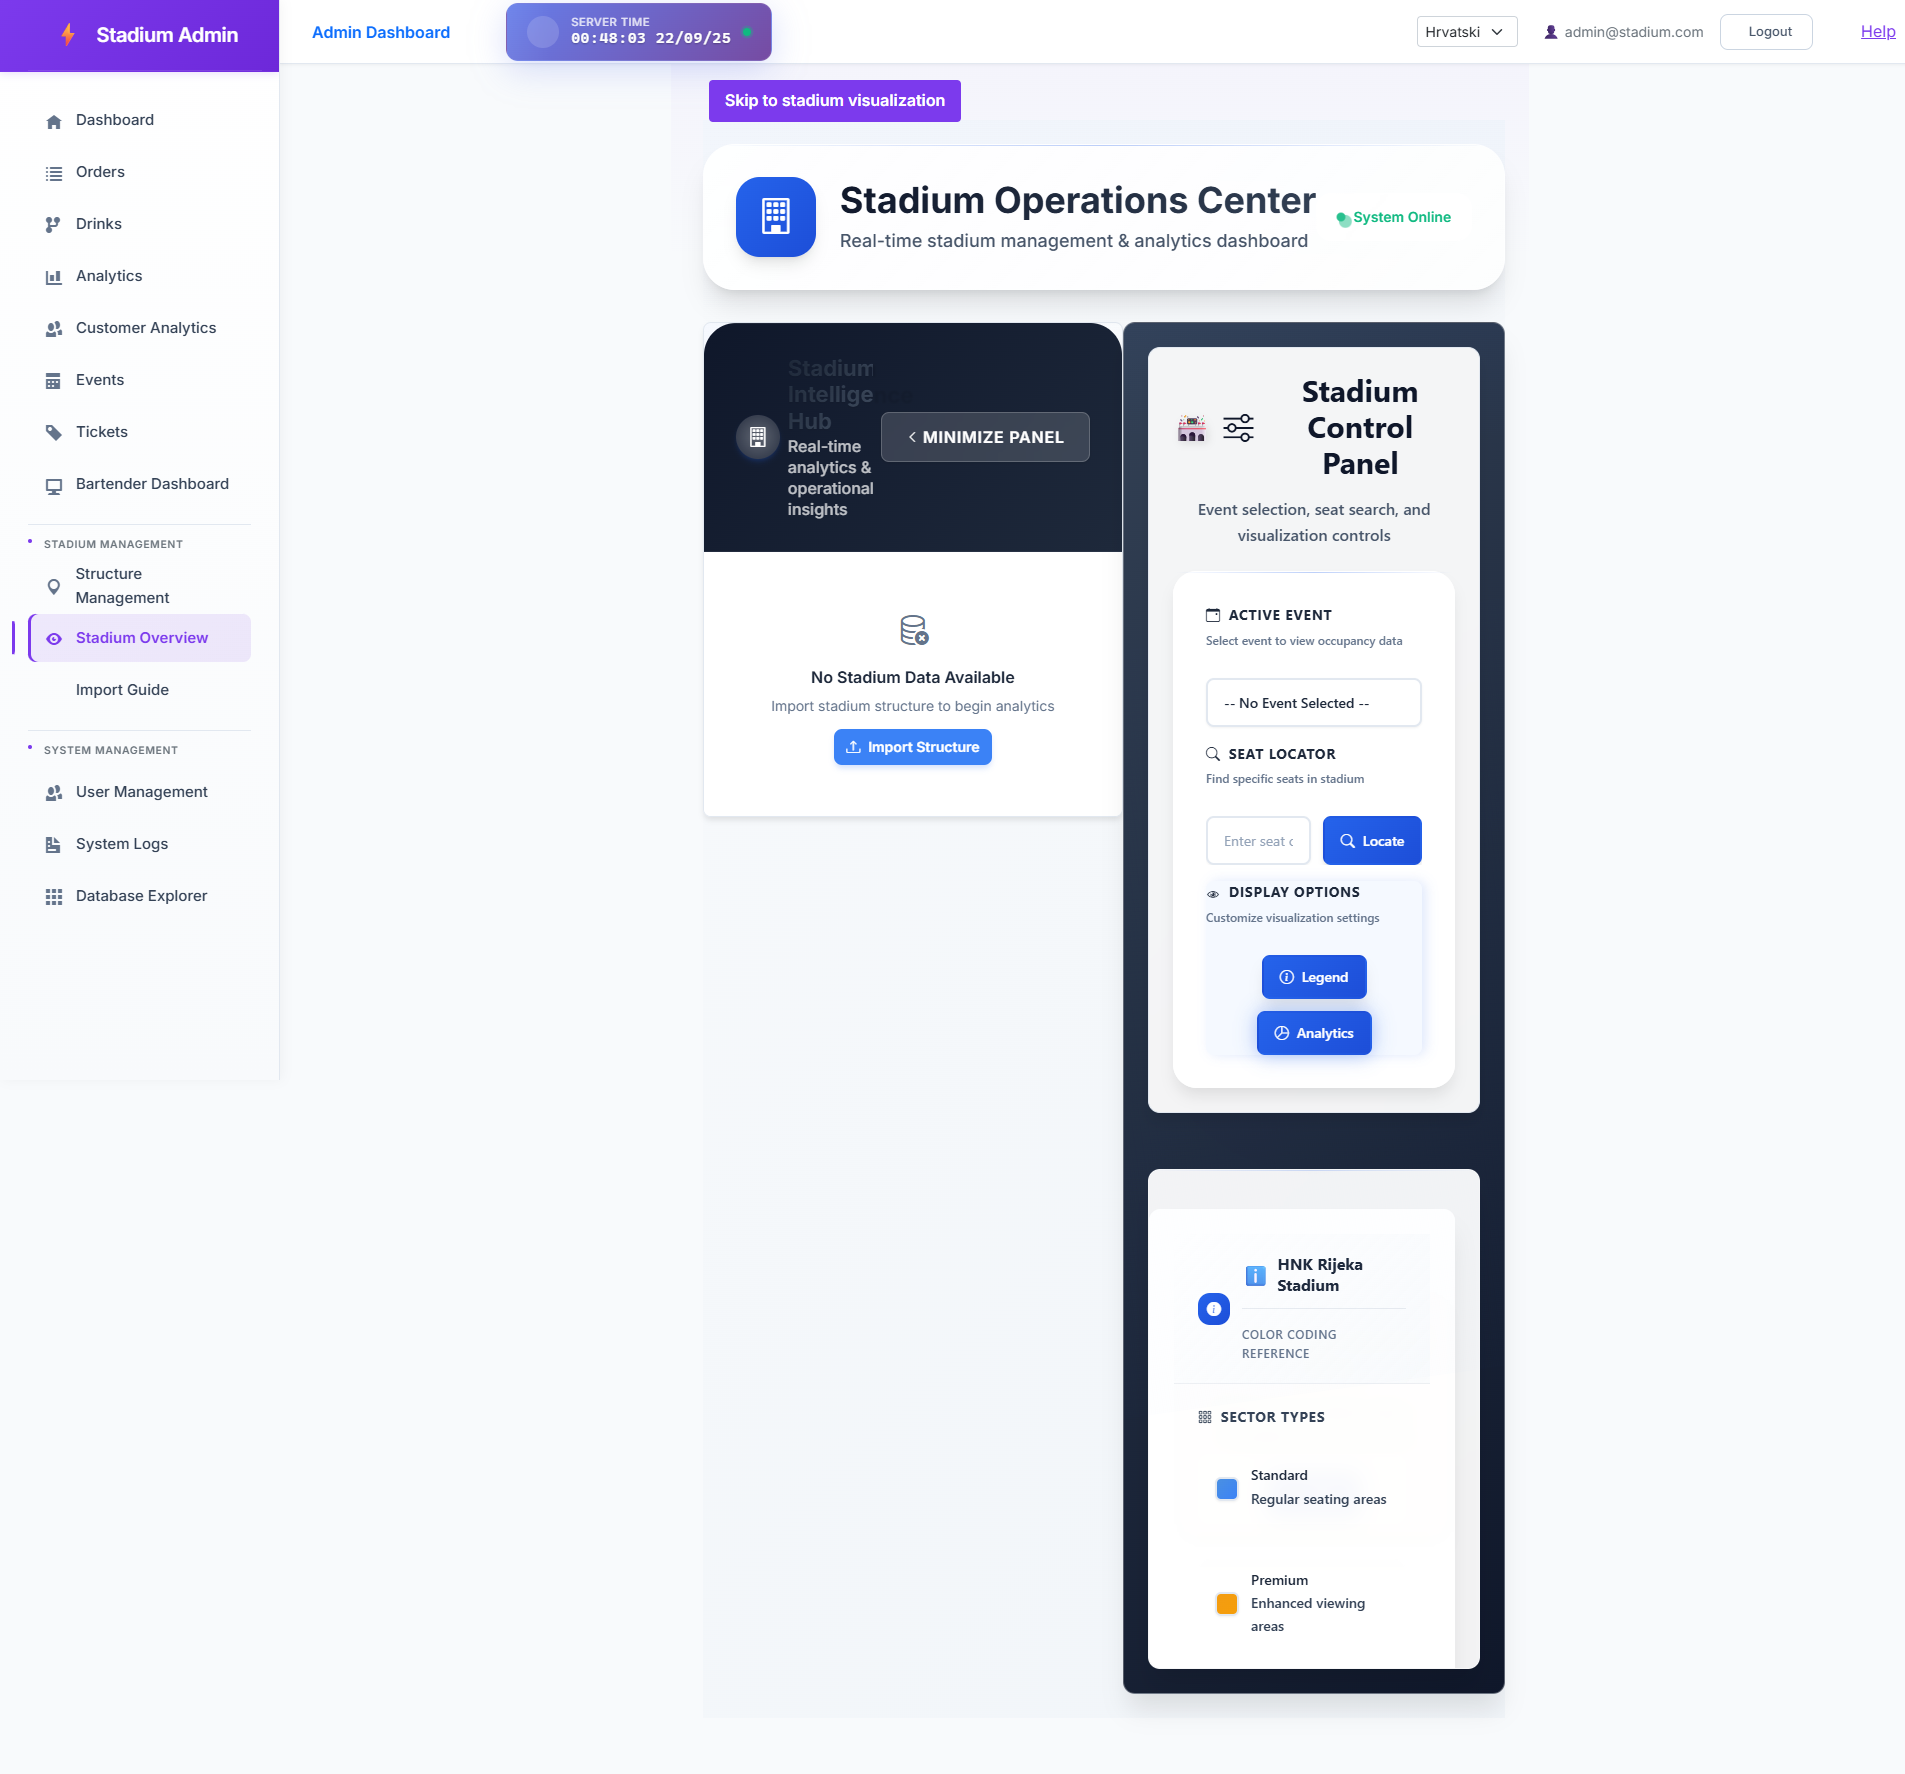 Stadium Admin
Admin Dashboard
SERVER TIME
00:48:03 22/09/25
Hrvatski
admin@stadium.com
Logout
Help
Dashboard
Orders
Drinks
Analytics
Customer Analytics
Events
Tickets
Bartender Dashboard
STADIUM MANAGEMENT
Structure
Management
Stadium Overview
Import Guide
SYSTEM MANAGEMENT
User Management
System Logs
Database Explorer
Skip to stadium visualization
Stadium Operations Center
Real-time stadium management & analytics dashboard
System Online
Stadium
Intellige
Hub
Real-time
analytics &
operational
insights
MINIMIZE PANEL
No Stadium Data Available
Import stadium structure to begin analytics
Import Structure
Stadium
Control
Panel
Event selection, seat search, and
visualization controls
ACTIVE EVENT
Select event to view occupancy data
-- No Event Selected --
SEAT LOCATOR
Find specific seats in stadium
Enter seat c
Locate
DISPLAY OPTIONS
Customize visualization settings
Legend
Analytics
HNK Rijeka
Stadium
COLOR CODING
REFERENCE
SECTOR TYPES
Standard
Regular seating areas
Premium
Enhanced viewing
areas